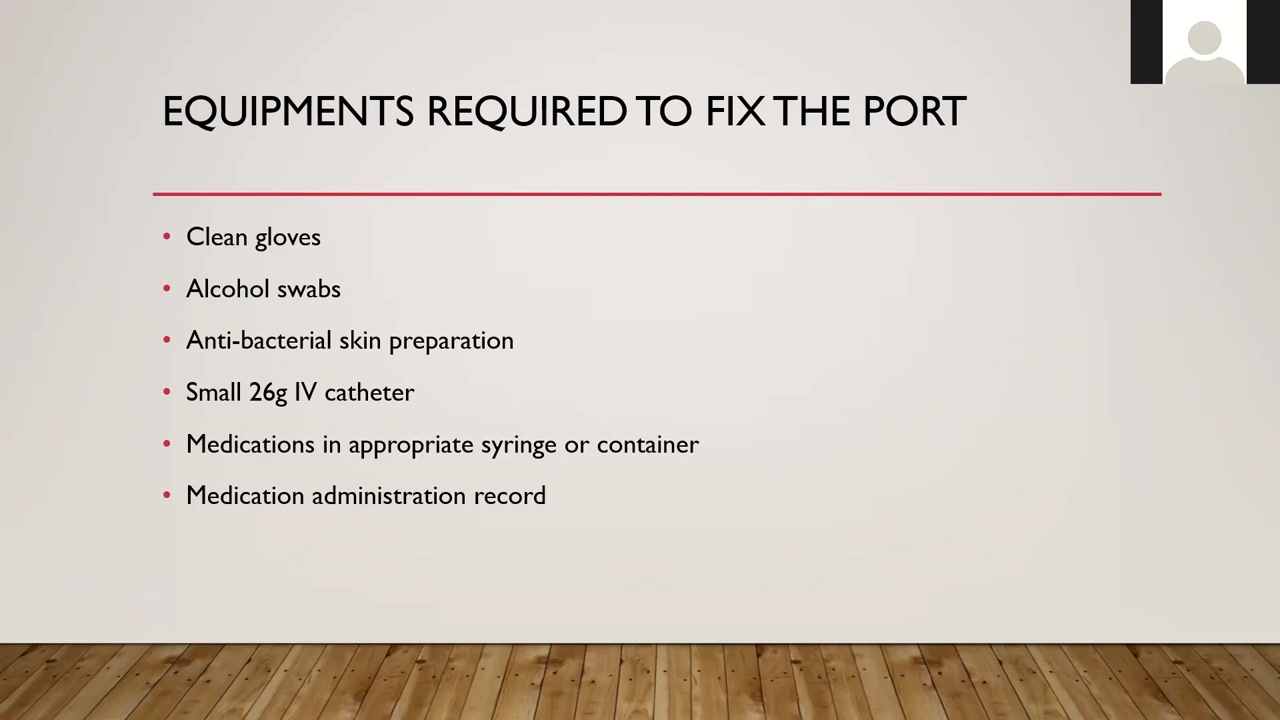 EQUIPMENTS REQUIRED TO FIX THE PORT
• Clean gloves
• Alcohol swabs
• Anti-bacterial skin preparation
• Small 26g IV catheter
• Medications in appropriate syringe or container
• Medication administration record